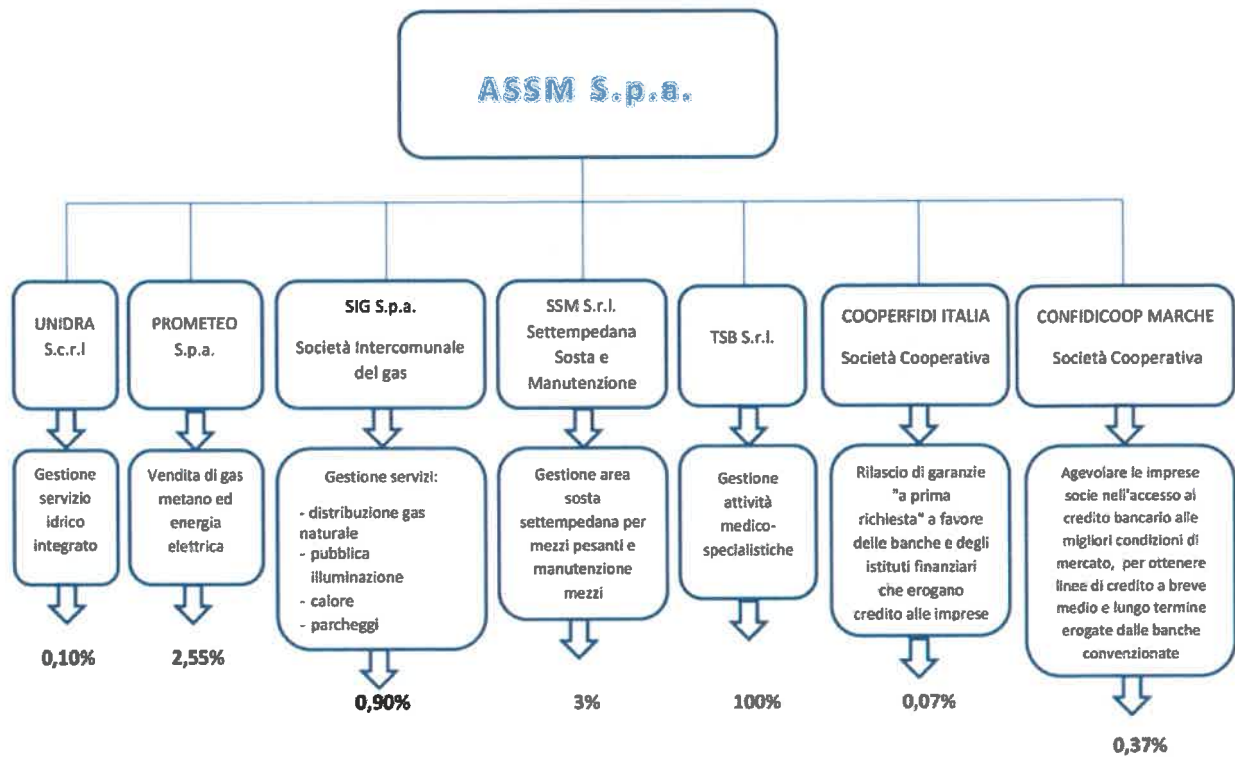 ASSM S.p.a.
UNIDRA
S.c.r.l
PROMETEO
S.p.a.
SIG S.p.a.
Società Intercomunale
del gas
SSM S.r.l.
Settempedana
Sosta e
Manutenzione
TSB S.r.l.
COOPERFIDI ITALIA
Società Cooperativa
CONFIDICOOP MARCHE
Società Cooperativa
Gestione
servizio
idrico
integrato
Vendita di gas
metano ed
energia
elettrica
Gestione servizi:
- distribuzione gas
naturale
- pubblica
illuminazione
- calore
- parcheggi
Gestione area
sosta
settempedana per
mezzi pesanti e
manutenzione
mezzi
Gestione
attività
medico-
specialistiche
Rilascio di garanzie
"a prima
richiesta" a favore
delle banche e degli
istituti finanziari
che erogano
credito alle imprese
Agevolare le imprese
socie nell'accesso al
credito bancario alle
migliori condizioni di
mercato, per ottenere
linee di credito a breve
medio e lungo termine
erogate dalle banche
convenzionate
0,10%
2,55%
0,90%
3%
100%
0,07%
0,37%